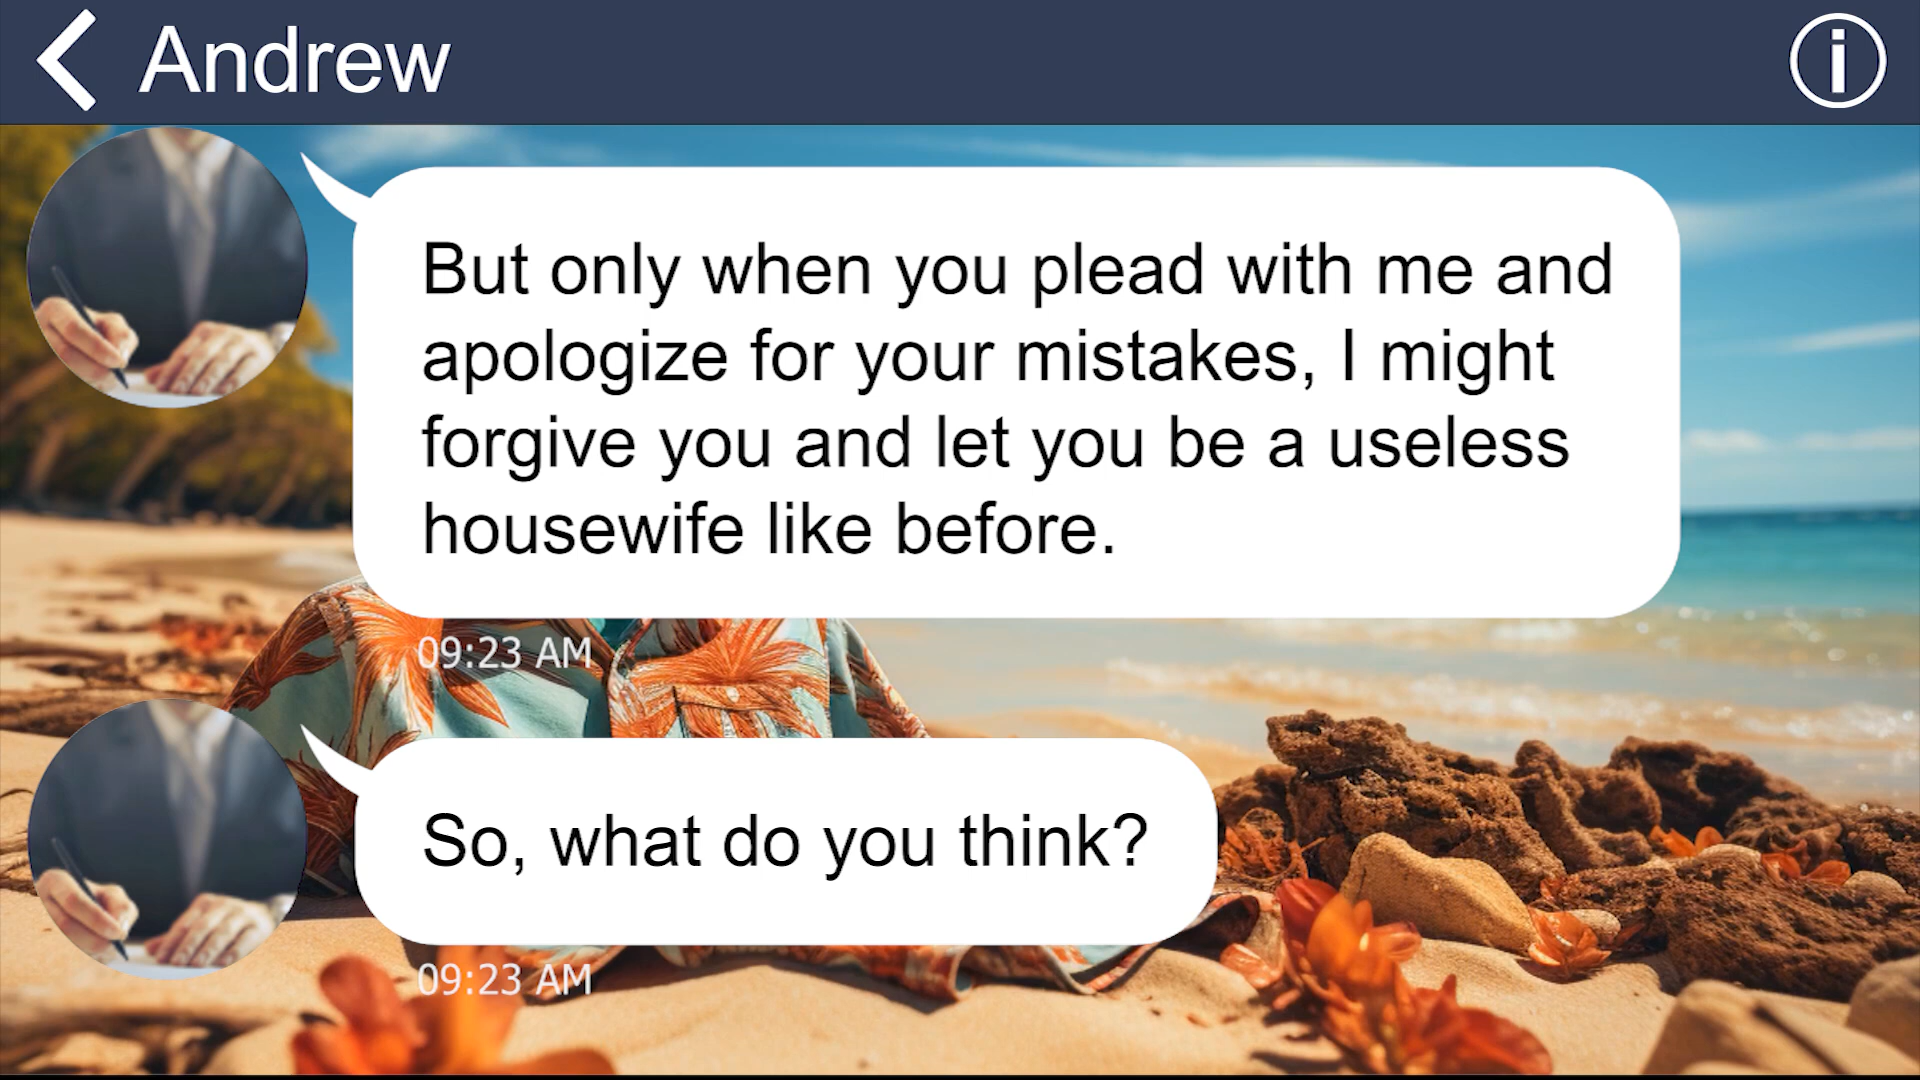 Andrew
But only when you plead with me and
apologize for your mistakes, I might
forgive you and let you be a useless
housewife like before.
09:23 AM
So, what do you think?
09:23 AM